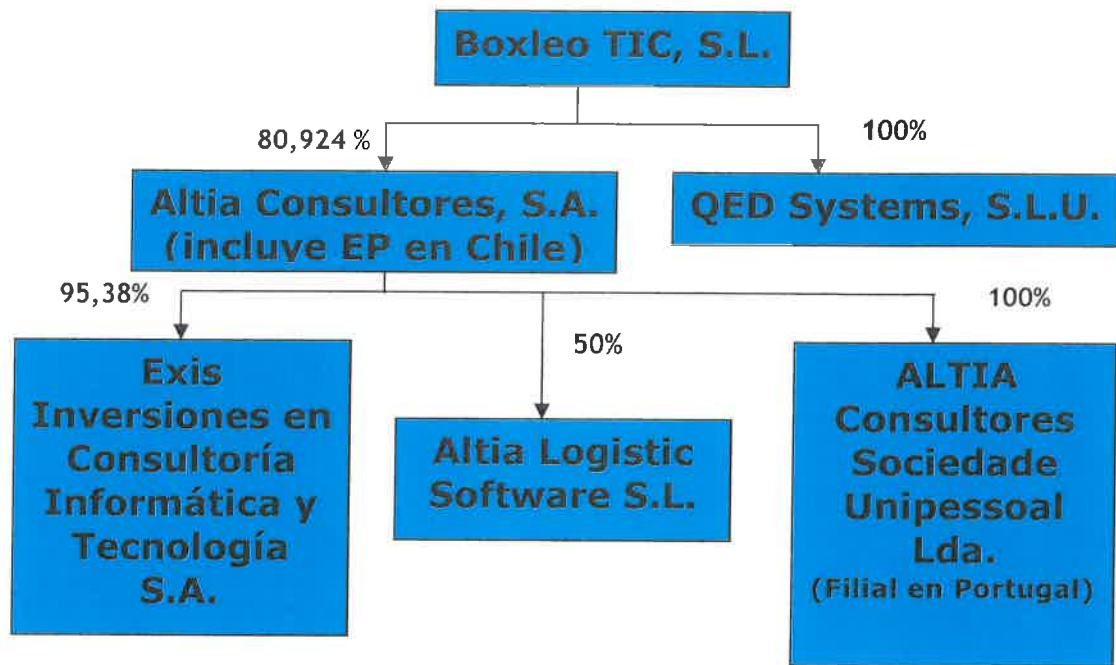 Boxleo TIC, S.L.
80,924 %
100%
Altia Consultores, S.A.
(incluye EP en Chile)
QED Systems, S.L.U.
95,38%
50%
100%
Exis
Inversiones en
Consultoría
Informática y
Tecnología
S.A.
Altia Logistic
Software S.L.
ALTIA
Consultores
Sociedade
Unipessoal
Lda.
(Filial en Portugal)